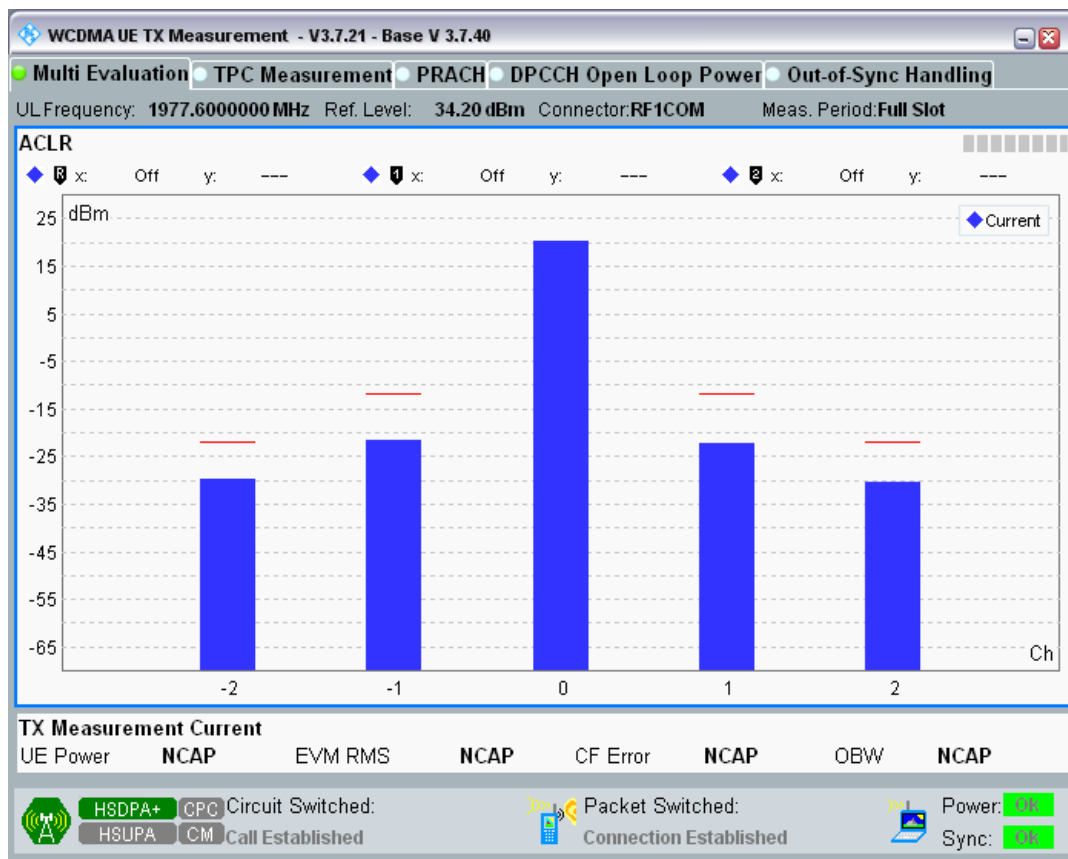 WCDMA UE TX Measurement - V3.7.21 - Base V 3.7.40
Multi Evaluation TPC Measurement PRACH DPCCH Open Loop Power Out-of-Sync Handling
UL Frequency: 1977.6000000 MHz Ref. Level: 34.20 dBm Connector:RF1COM Meas. Period:Full Slot
ACLR
R x: Off y: --- 1 x: Off y: --- 2 x: Off y: ---
dBm
Current
25
15
5
-5
-15
-25
-35
-45
-55
-65
Ch
-2 -1 0 1 2
TX Measurement Current
UE Power NCAP EVM RMS NCAP CF Error NCAP OBW NCAP
HSDPA+ CPC Circuit Switched: Packet Switched: Power: OK
HSUPA CM Call Established Connection Established Sync: OK